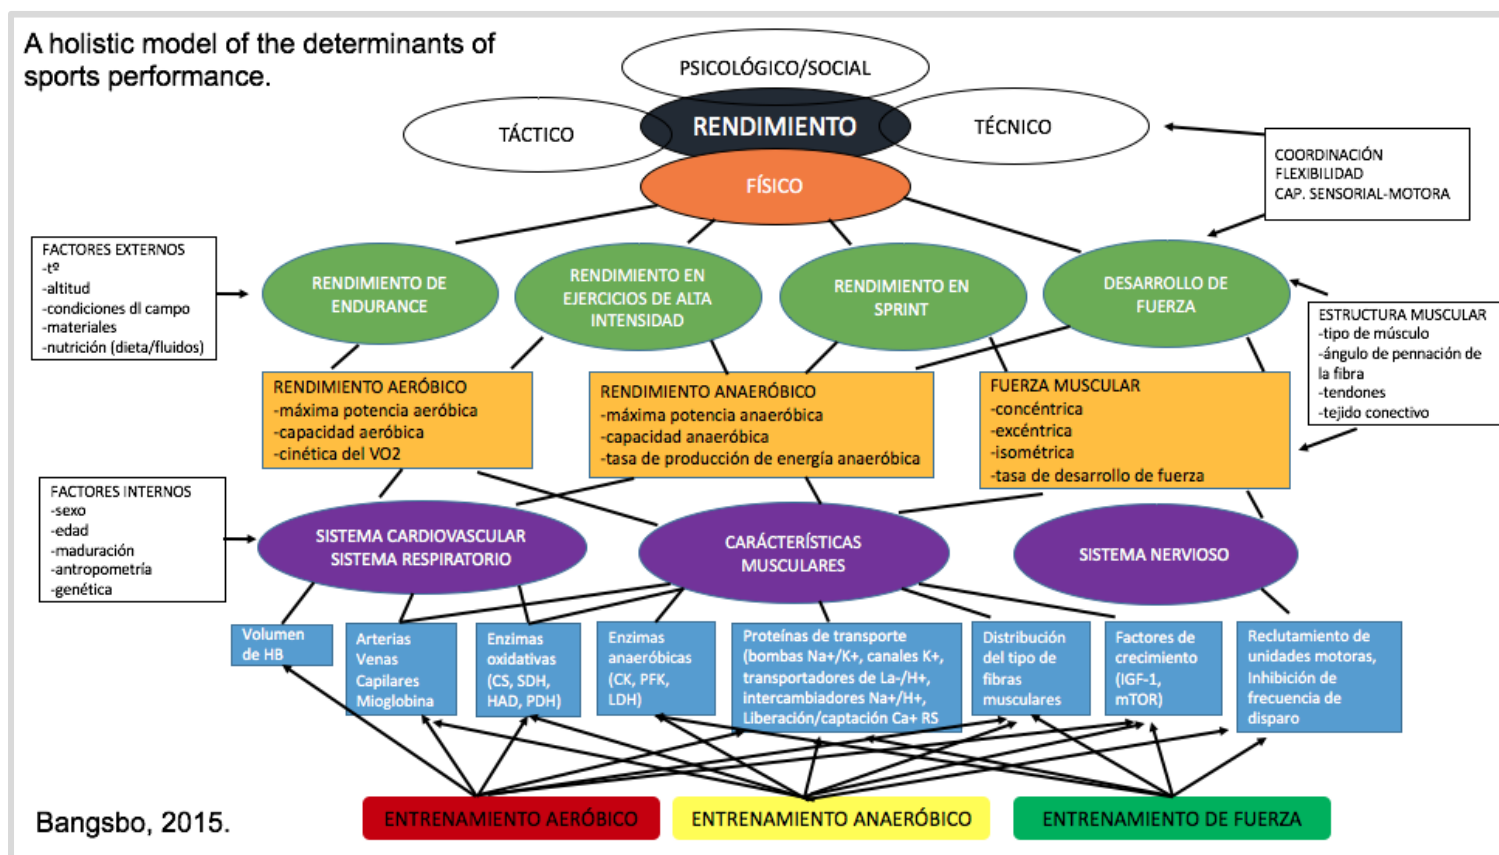 A holistic model of the determinants of
sports performance.
PSICOLÓGICO/SOCIAL
TÁCTICO
RENDIMIENTO
TÉCNICO
FÍSICO
COORDINACIÓN
FLEXIBILIDAD
CAP. SENSORIAL-MOTORA
FACTORES EXTERNOS
-tº
-altitud
-condiciones dl campo
-materiales
-nutrición (dieta/fluidos)
RENDIMIENTO DE
ENDURANCE
RENDIMIENTO EN
EJERCICIOS DE ALTA
INTENSIDAD
RENDIMIENTO EN
SPRINT
DESARROLLO DE
FUERZA
ESTRUCTURA MUSCULAR
-tipo de músculo
-ángulo de pennación de
la fibra
-tendones
-tejido conectivo
RENDIMIENTO AERÓBICO
-máxima potencia aeróbica
-capacidad aeróbica
-cinética del VO2
RENDIMIENTO ANAERÓBICO
-máxima potencia anaeróbica
-capacidad anaeróbica
-tasa de producción de energía anaeróbica
FUERZA MUSCULAR
-concéntrica
-excéntrica
-isométrica
-tasa de desarrollo de fuerza
FACTORES INTERNOS
-sexo
-edad
-maduración
-antropometría
-genética
SISTEMA CARDIOVASCULAR
SISTEMA RESPIRATORIO
CARÁCTERÍSTICAS
MUSCULARES
SISTEMA NERVIOSO
Volumen
de HB
Arterias
Venas
Capilares
Mioglobina
Enzimas
oxidativas
(CS, SDH,
HAD, PDH)
Enzimas
anaeróbicas
(CK, PFK,
LDH)
Proteínas de transporte
(bombas Na+/K+, canales K+,
transportadores de La-/H+,
intercambiadores Na+/H+,
Liberación/captación Ca+ RS
Distribución
del tipo de
fibras
musculares
Factores de
crecimiento
(IGF-1,
mTOR)
Reclutamiento de
unidades motoras,
Inhibición de
frecuencia de
disparo
ENTRENAMIENTO AERÓBICO
ENTRENAMIENTO ANAERÓBICO
ENTRENAMIENTO DE FUERZA
Bangsbo, 2015.